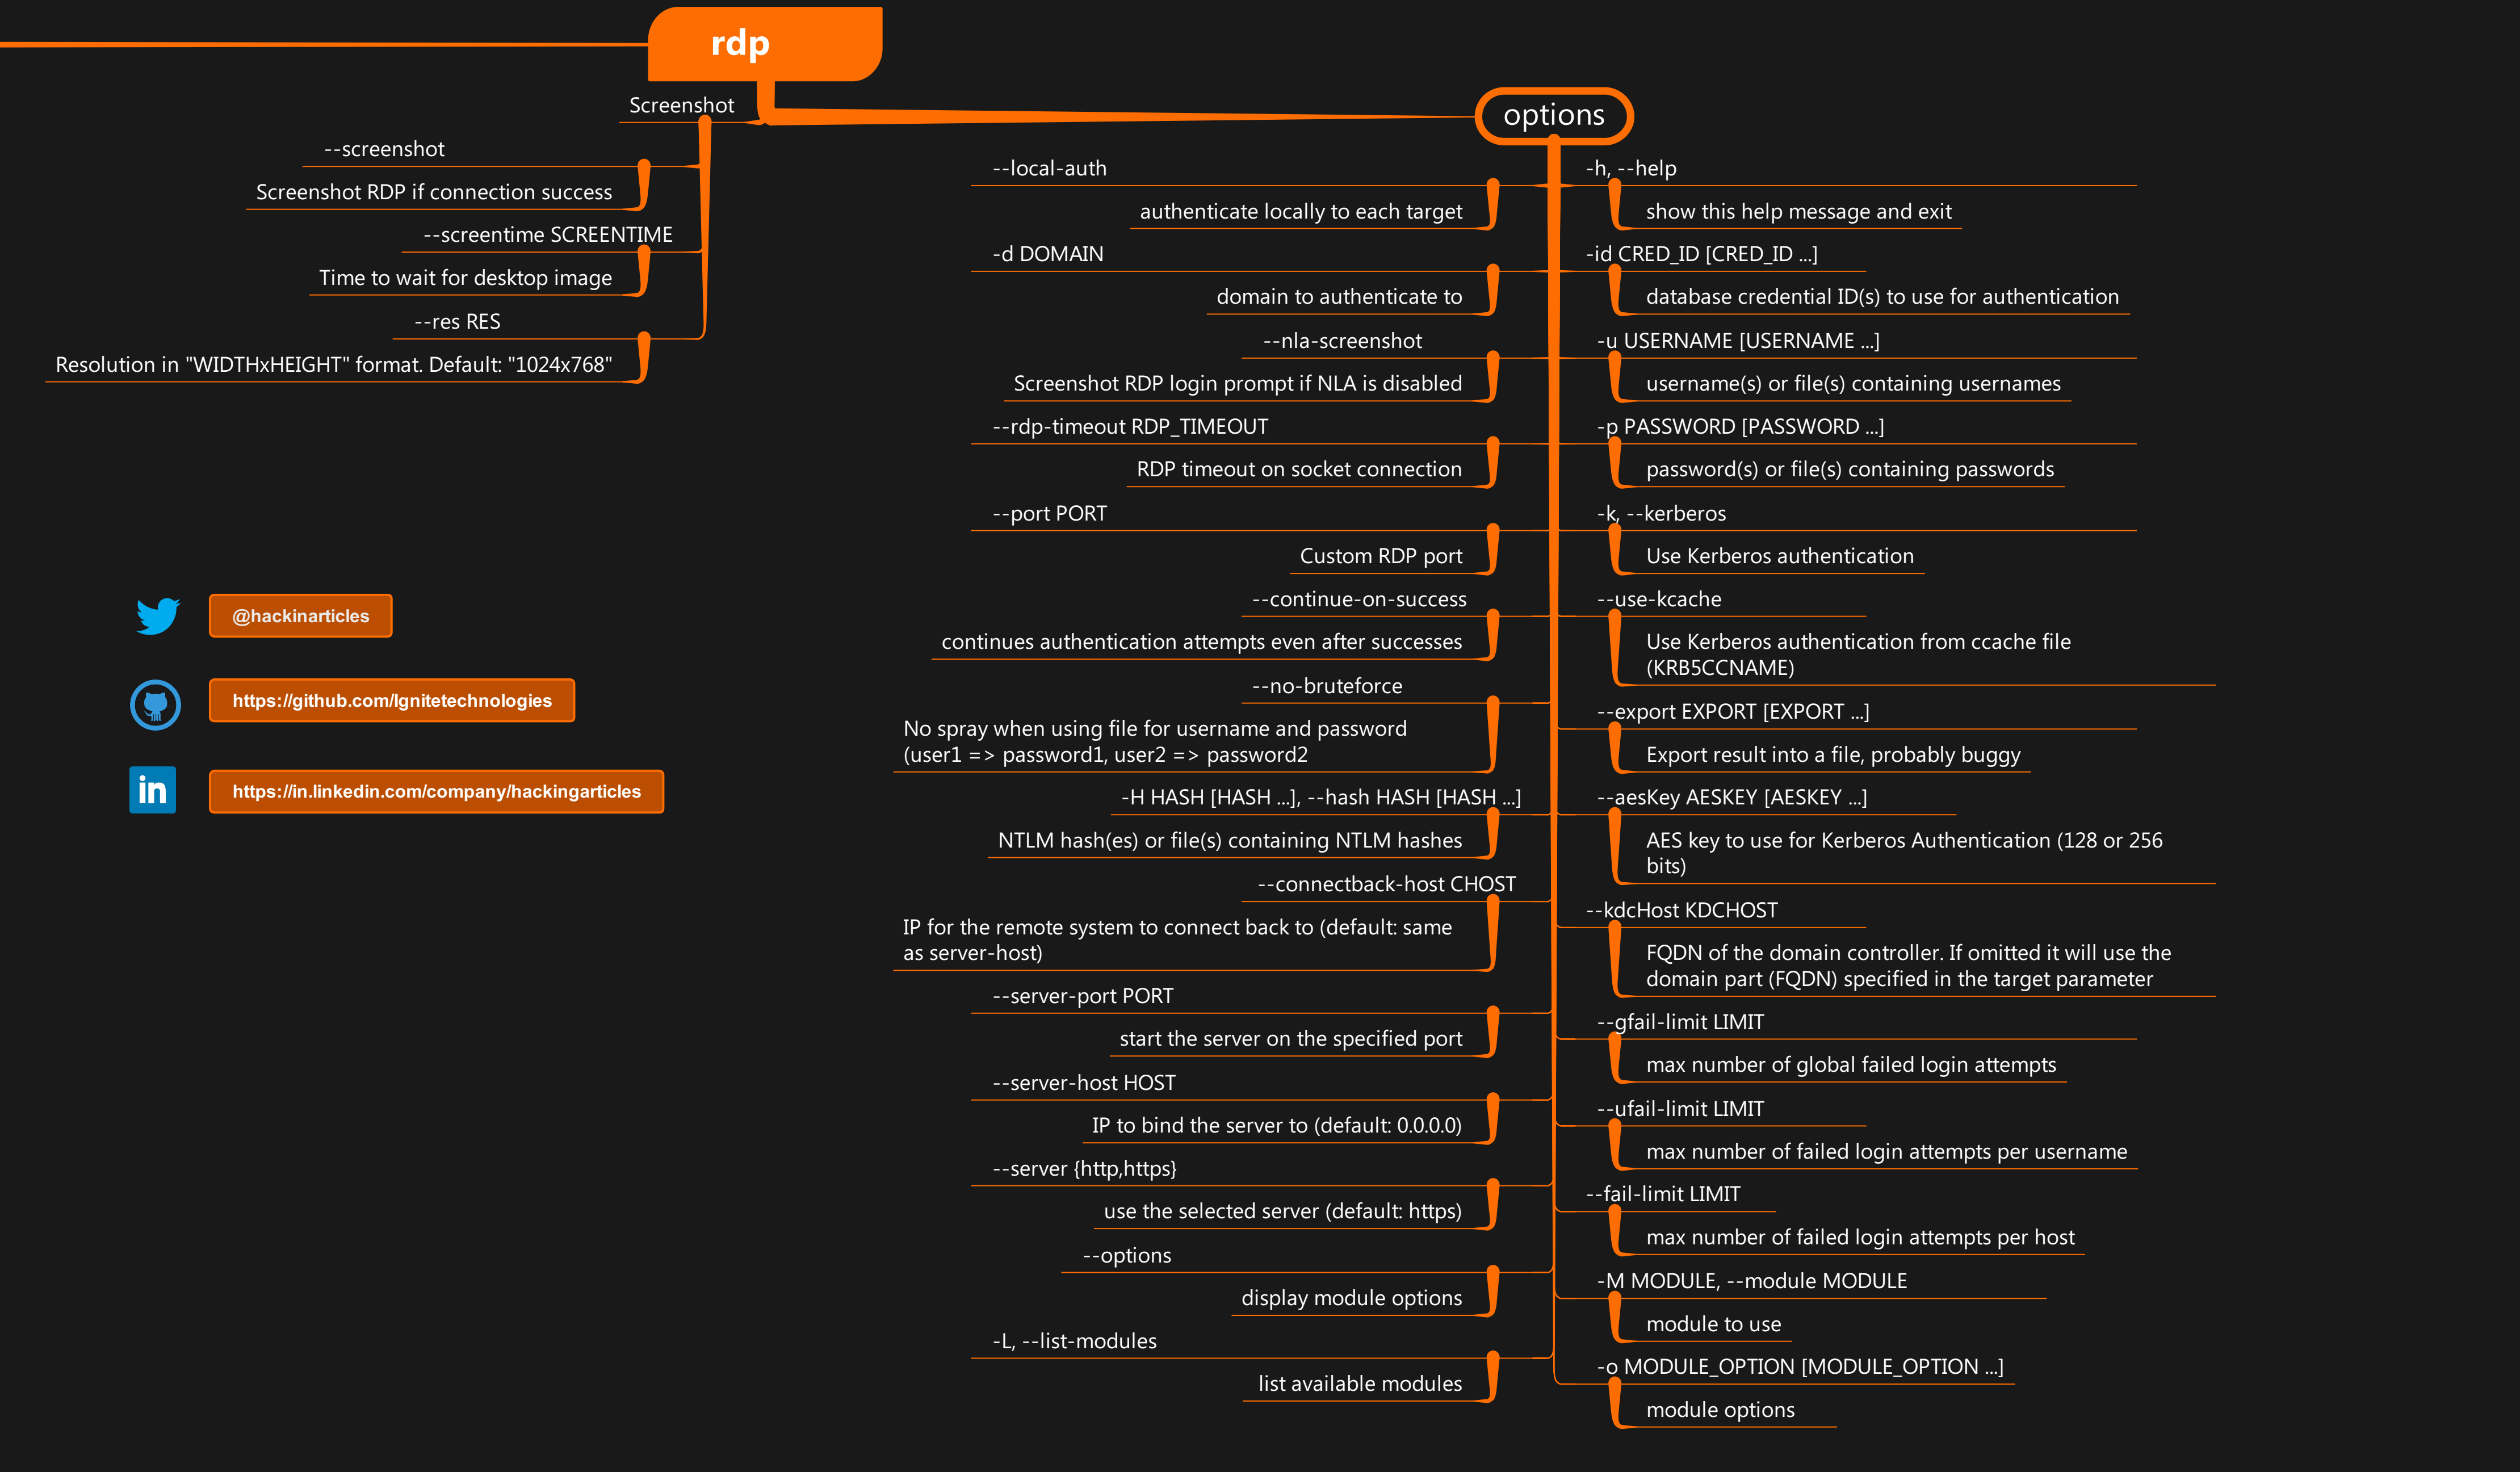 rdp
Screenshot
--screenshot
Screenshot RDP if connection success
--screentime SCREENTIME
Time to wait for desktop image
--res RES
Resolution in "WIDTHxHEIGHT" format. Default: "1024x768"
@hackinarticles
https://github.com/Ignitetechnologies
https://in.linkedin.com/company/hackingarticles
options
--local-auth
authenticate locally to each target
-d DOMAIN
domain to authenticate to
--nla-screenshot
Screenshot RDP login prompt if NLA is disabled
--rdp-timeout RDP_TIMEOUT
RDP timeout on socket connection
--port PORT
Custom RDP port
--continue-on-success
continues authentication attempts even after successes
--no-bruteforce
No spray when using file for username and password
(user1 => password1, user2 => password2
-H HASH [HASH ...], --hash HASH [HASH ...]
NTLM hash(es) or file(s) containing NTLM hashes
--connectback-host CHOST
IP for the remote system to connect back to (default: same
as server-host)
--server-port PORT
start the server on the specified port
--server-host HOST
IP to bind the server to (default: 0.0.0.0)
--server {http,https}
use the selected server (default: https)
--options
display module options
-L, --list-modules
list available modules
-h, --help
show this help message and exit
-id CRED_ID [CRED_ID ...]
database credential ID(s) to use for authentication
-u USERNAME [USERNAME ...]
username(s) or file(s) containing usernames
-p PASSWORD [PASSWORD ...]
password(s) or file(s) containing passwords
-k, --kerberos
Use Kerberos authentication
--use-kcache
Use Kerberos authentication from ccache file
(KRB5CCNAME)
--export EXPORT [EXPORT ...]
Export result into a file, probably buggy
--aesKey AESKEY [AESKEY ...]
AES key to use for Kerberos Authentication (128 or 256
bits)
--kdcHost KDCHOST
FQDN of the domain controller. If omitted it will use the
domain part (FQDN) specified in the target parameter
--gfail-limit LIMIT
max number of global failed login attempts
--ufail-limit LIMIT
max number of failed login attempts per username
--fail-limit LIMIT
max number of failed login attempts per host
-M MODULE, --module MODULE
module to use
-o MODULE_OPTION [MODULE_OPTION ...]
module options